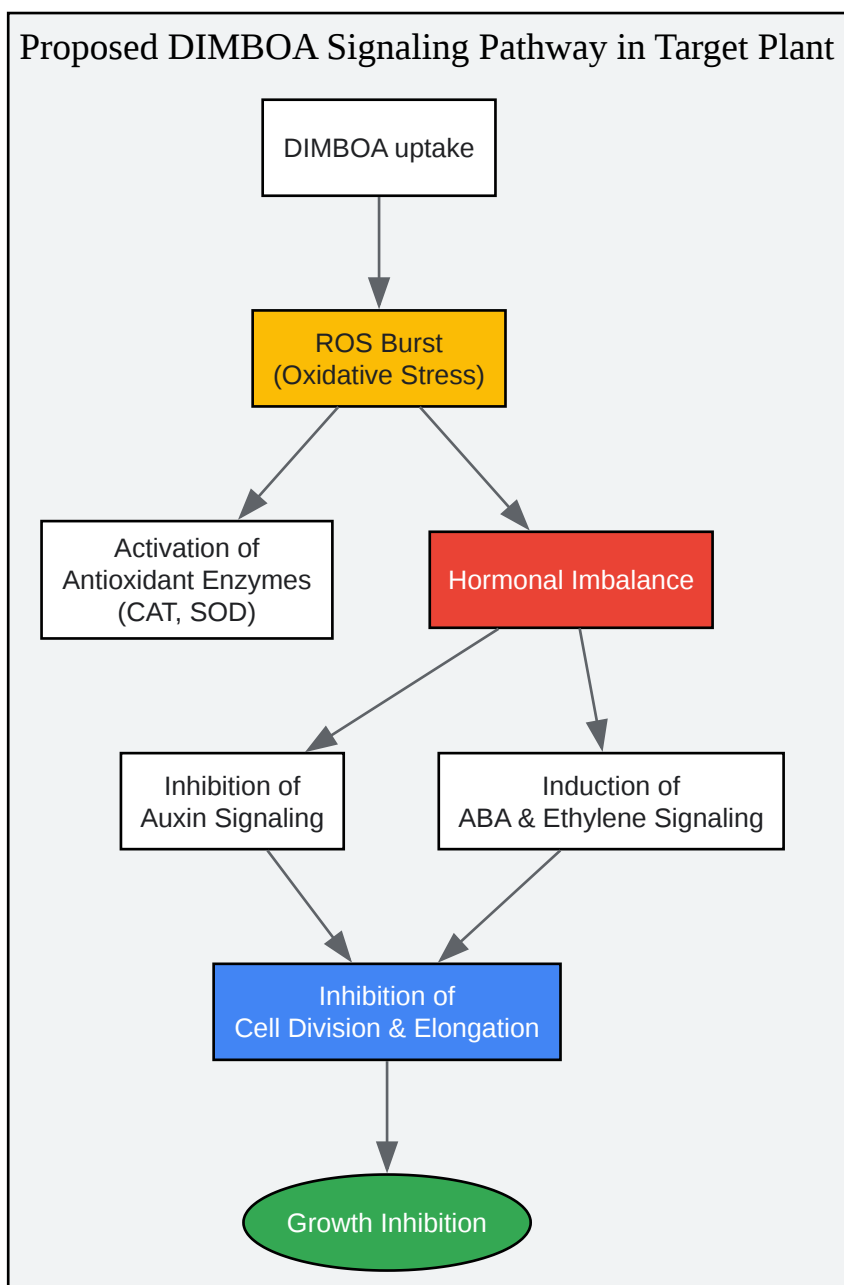 Proposed DIMBOA Signaling Pathway in Target Plant
DIMBOA uptake
ROS Burst
(Oxidative Stress)
Activation of
Antioxidant Enzymes
(CAT, SOD)
Hormonal Imbalance
Inhibition of
Auxin Signaling
Induction of
ABA & Ethylene Signaling
Inhibition of
Cell Division & Elongation
Growth Inhibition